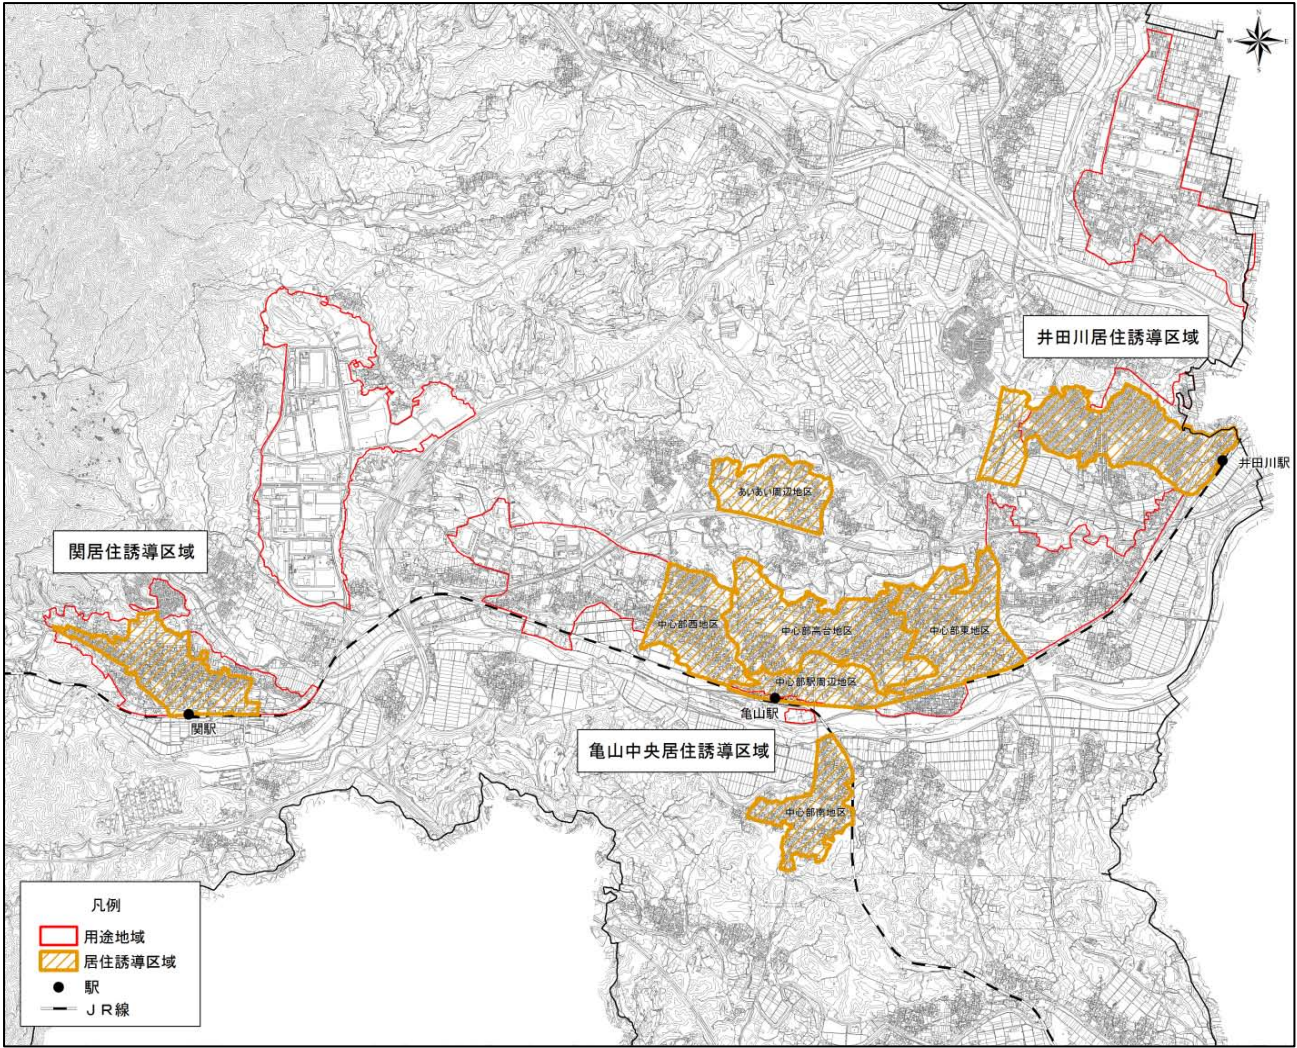 N
W
E
S
井田川居住誘導区域
井田川駅
あいあい周辺地区
関居住誘導区域
中心部西地区
中心部高台地区
中心部東地区
中心部駅周辺地区
関駅
亀山駅
亀山中央居住誘導区域
中心部南地区
凡例
用途地域
居住誘導区域
駅
JR線